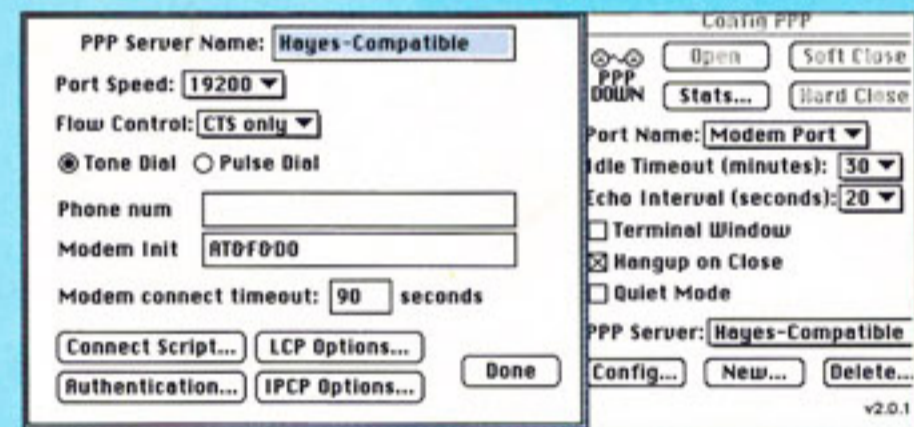 PPP Server Name: Hayes-Compatible
Port Speed: 19200
Flow Control: CTS only
Tone Dial Pulse Dial
Phone num
Modem Init AT&F&D0
Modem connect timeout: 90 seconds
Connect Script... LCP Options...
Authentication... IPCP Options...
Done
Config PPP
Open Soft Close
PPP
DOWN
Stats... Hard Close
Port Name: Modem Port
Idle Timeout (minutes): 30
Echo Interval (seconds): 20
Terminal Window
Hangup on Close
Quiet Mode
PPP Server: Hayes-Compatible
Config... New... Delete...
v2.0.1